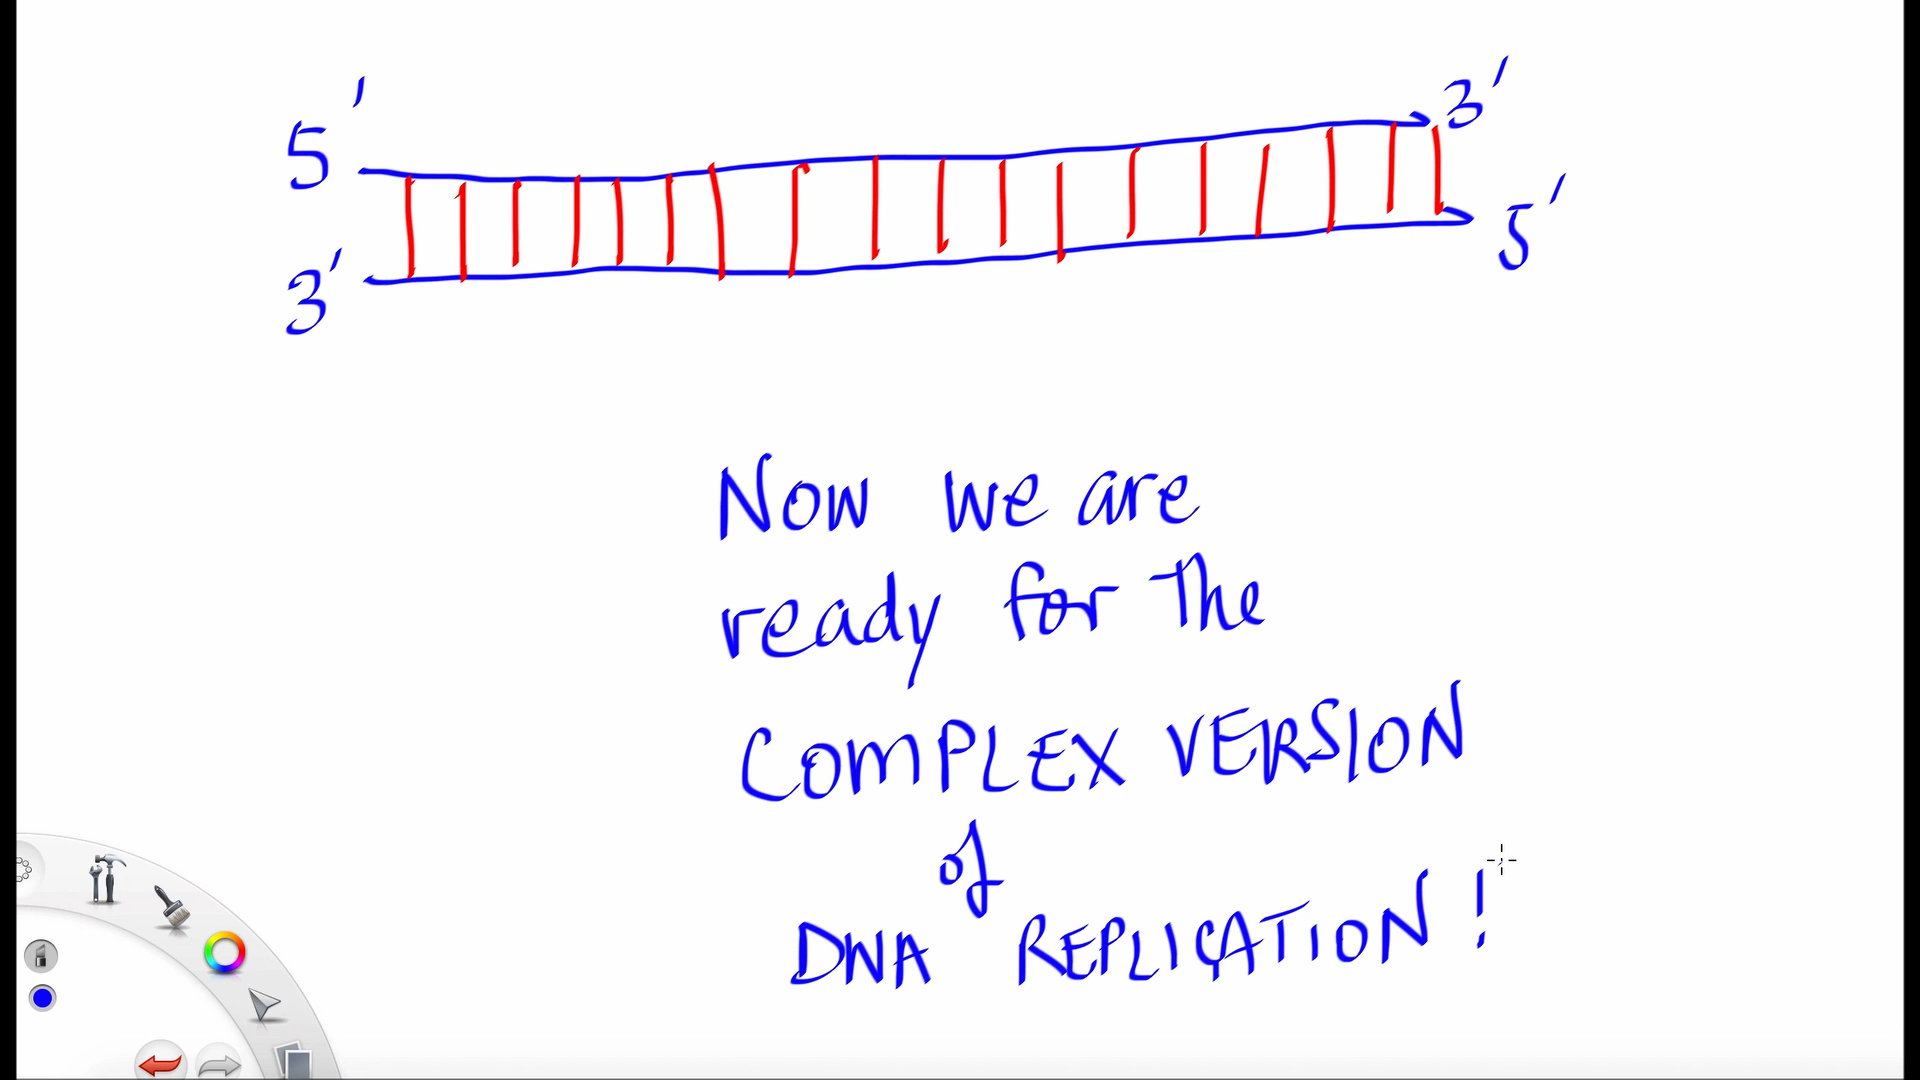 5' 3'
3' 5'
Now we are
ready for the
COMPLEX VERSION
of
DNA REPLICATION!